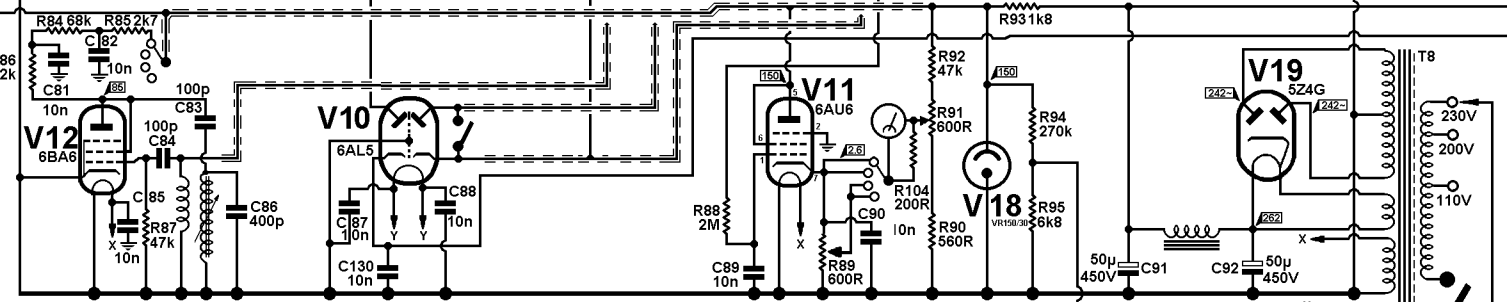 R84 68k R85 2k7
C 82
10n
86
2k
C81
10n
85
100p
C83
V12
6BA6
100p
C84
C 85
R87
47k
X
10n
C86
400p
V10
6AL5
C 87
10n
Y
Y
C88
10n
C130
10n
150
V11
6AU6
5
6
1
2
7
2.6
R88
2M
X
C89
10n
R89
600R
C90
10n
R104
200R
R92
47k
R91
600R
R90
560R
R931k8
150
V 18
VR150/30
R94
270k
R95
6k8
50µ
450V
C91
C92
50µ
450V
262
X
V19
5Z4G
242~
242~
T8
230V
200V
110V